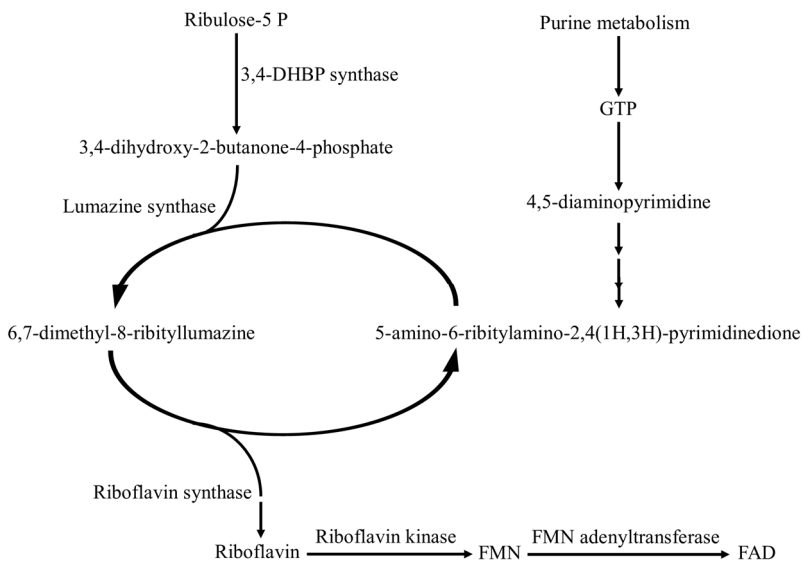 Ribulose-5 P
Purine metabolism
3,4-DHBP synthase
GTP
3,4-dihydroxy-2-butanone-4-phosphate
Lumazine synthase
4,5-diaminopyrimidine
6,7-dimethyl-8-ribityllumazine
5-amino-6-ribitylamino-2,4(1H,3H)-pyrimidinedione
Riboflavin synthase
Riboflavin
Riboflavin kinase
FMN
FMN adenyltransferase
FAD